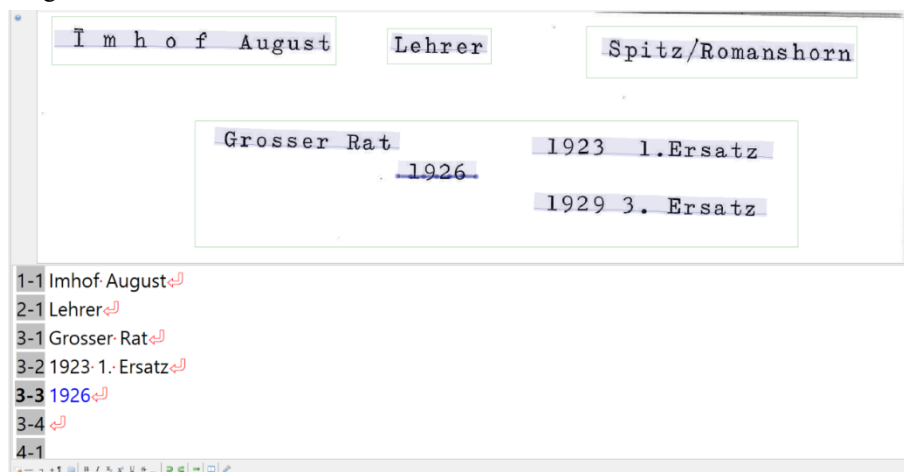 I m h o f August
Lehrer
Spitz/Romanshorn
Grosser Rat
1923 1.Ersatz
1926
1929 3. Ersatz
1-1 Imhof August
2-1 Lehrer
3-1 Grosser Rat
3-2 1923 1. Ersatz
3-3 1926
3-4
4-1